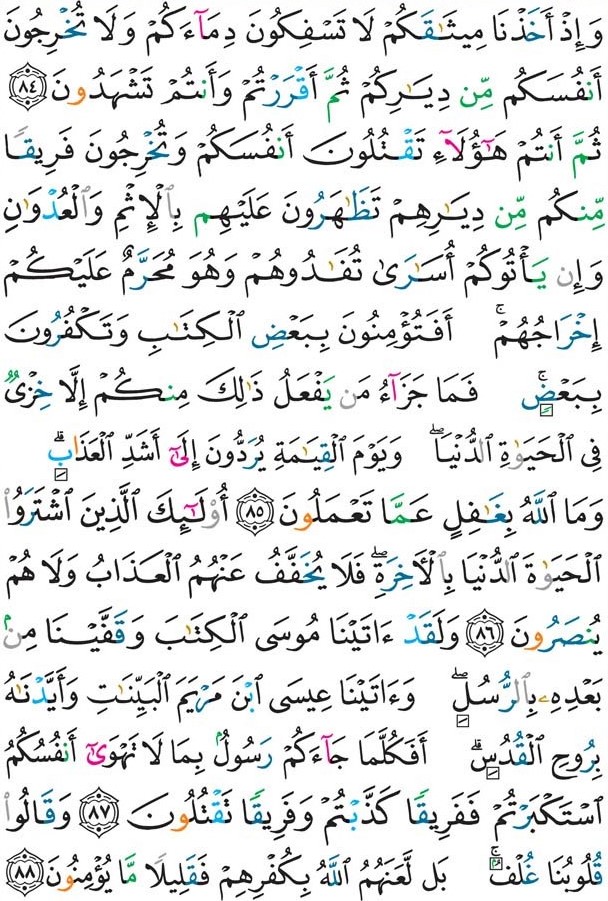 وَإِذْ أَخَذْنَا مِيثَـٰقَكُمْ لَا تَسْفِكُونَ دِمَآءَكُمْ وَلَا تُخْرِجُونَ
أَنفُسَكُم مِّن دِيَـٰرِكُمْ ثُمَّ أَقْرَرْتُمْ وَأَنتُمْ تَشْهَدُونَ ٨٤
ثُمَّ أَنتُمْ هَـٰٓؤُلَآءِ تَقْتُلُونَ أَنفُسَكُمْ وَتُخْرِجُونَ فَرِيقًا
مِّنكُم مِّن دِيَـٰرِهِمْ تَظَـٰهَرُونَ عَلَيْهِم بِٱلْإِثْمِ وَٱلْعُدْوَٰنِ
وَإِن يَأْتُوكُمْ أُسَـٰرَىٰ تُفَـٰدُوهُمْ وَهُوَ مُحَرَّمٌ عَلَيْكُمْ
إِخْرَاجُهُمْ ۚ أَفَتُؤْمِنُونَ بِبَعْضِ ٱلْكِتَـٰبِ وَتَكْفُرُونَ
بِبَعْضٍ ۚ فَمَا جَزَآءُ مَن يَفْعَلُ ذَٰلِكَ مِنكُمْ إِلَّا خِزْىٌ
فِى ٱلْحَيَوٰةِ ٱلدُّنْيَا ۖ وَيَوْمَ ٱلْقِيَـٰمَةِ يُرَدُّونَ إِلَىٰٓ أَشَدِّ ٱلْعَذَابِ ۗ
وَمَا ٱللَّهُ بِغَـٰفِلٍ عَمَّا تَعْمَلُونَ ٨٥ أُو۟لَـٰٓئِكَ ٱلَّذِينَ ٱشْتَرَوُا۟
ٱلْحَيَوٰةَ ٱلدُّنْيَا بِٱلْـَٔاخِرَةِ ۖ فَلَا يُخَفَّفُ عَنْهُمُ ٱلْعَذَابُ وَلَا هُمْ
يُنصَرُونَ ٨٦ وَلَقَدْ ءَاتَيْنَا مُوسَى ٱلْكِتَـٰبَ وَقَفَّيْنَا مِنۢ
بَعْدِهِۦ بِٱلرُّسُلِ ۖ وَءَاتَيْنَا عِيسَى ٱبْنَ مَرْيَمَ ٱلْبَيِّنَـٰتِ وَأَيَّدْنَـٰهُ
بِرُوحِ ٱلْقُدُسِ ۗ أَفَكُلَّمَا جَآءَكُمْ رَسُولٌۢ بِمَا لَا تَهْوَىٰٓ أَنفُسُكُمُ
ٱسْتَكْبَرْتُمْ فَفَرِيقًا كَذَّبْتُمْ وَفَرِيقًا تَقْتُلُونَ ٨٧ وَقَالُوا۟
قُلُوبُنَا غُلْفٌۢ ۚ بَل لَّعَنَهُمُ ٱللَّهُ بِكُفْرِهِمْ فَقَلِيلًا مَّا يُؤْمِنُونَ ٨٨